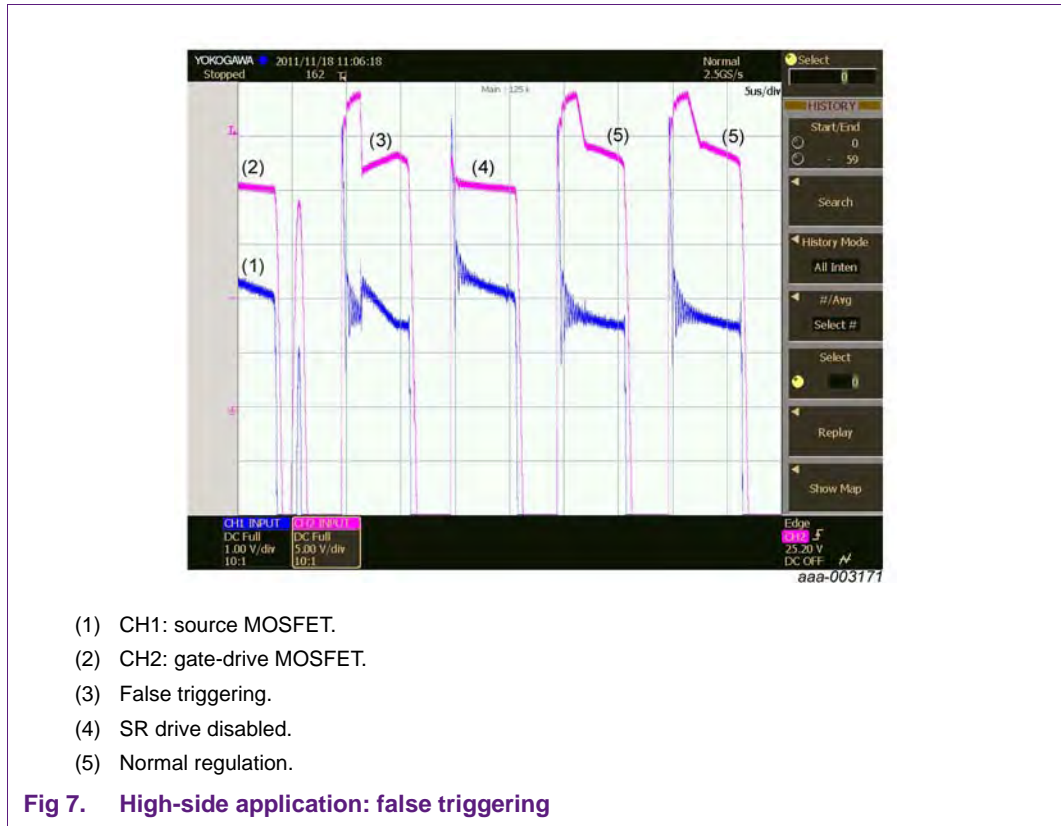 YOKOGAWA 2011/11/18 11:06:18
Stopped 162
Normal
2.5GS/s
Main : 125 k
5us/div
(1)
(2)
(3)
(4)
(5)
(5)
Select
0
HISTORY
Start/End
0
- 59
Search
History Mode
All Inten
#/Avg
Select #
Select
0
Replay
Show Map
CH1 INPUT
DC Full
1.00 V/div
10:1
CH2 INPUT
DC Full
5.00 V/div
10:1
Edge
CH2
25.20 V
DC OFF
aaa-003171
(1) CH1: source MOSFET.
(2) CH2: gate-drive MOSFET.
(3) False triggering.
(4) SR drive disabled.
(5) Normal regulation.
Fig 7. High-side application: false triggering